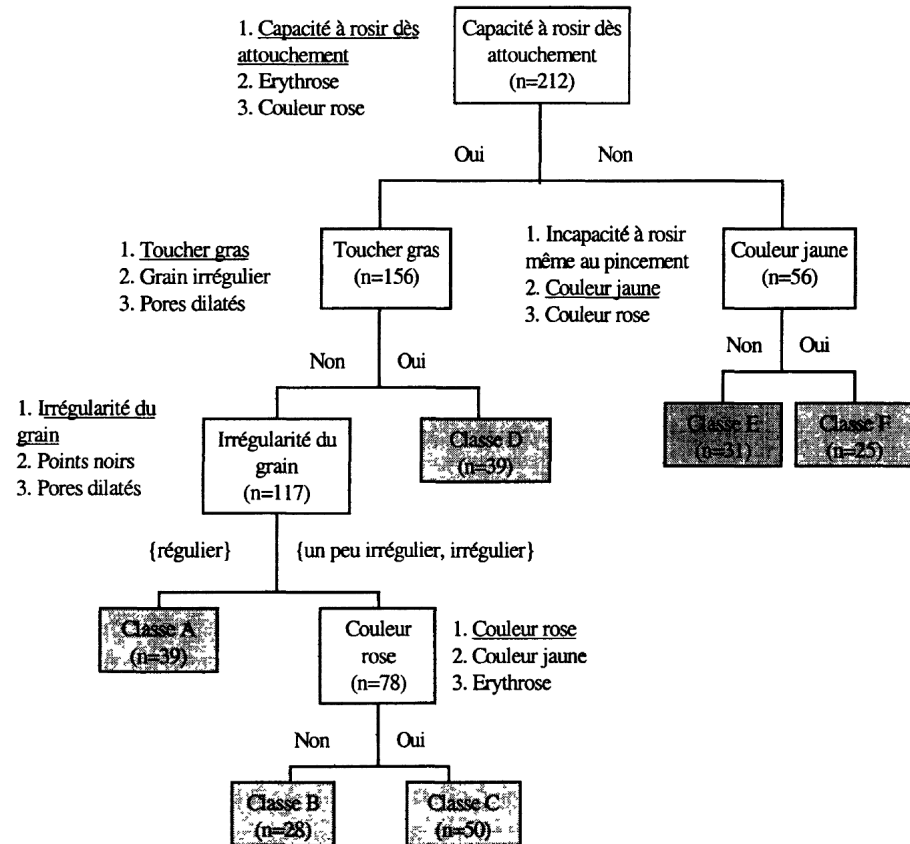 1. Capacité à rosir dès
attouchement
2. Erythrose
3. Couleur rose
Capacité à rosir dès
attouchement
(n=212)
Oui
Non
1. Toucher gras
2. Grain irrégulier
3. Pores dilatés
Toucher gras
(n=156)
1. Incapacité à rosir
même au pincement
2. Couleur jaune
3. Couleur rose
Couleur jaune
(n=56)
Non
Oui
Non
Oui
1. Irrégularité du
grain
2. Points noirs
3. Pores dilatés
Irrégularité du
grain
(n=117)
Classe D
(n=39)
Classe E
(n=31)
Classe F
(n=25)
{régulier}
{un peu irrégulier, irrégulier}
Classe A
(n=39)
Couleur
rose
(n=78)
1. Couleur rose
2. Couleur jaune
3. Erythrose
Non
Oui
Classe B
(n=28)
Classe C
(n=50)